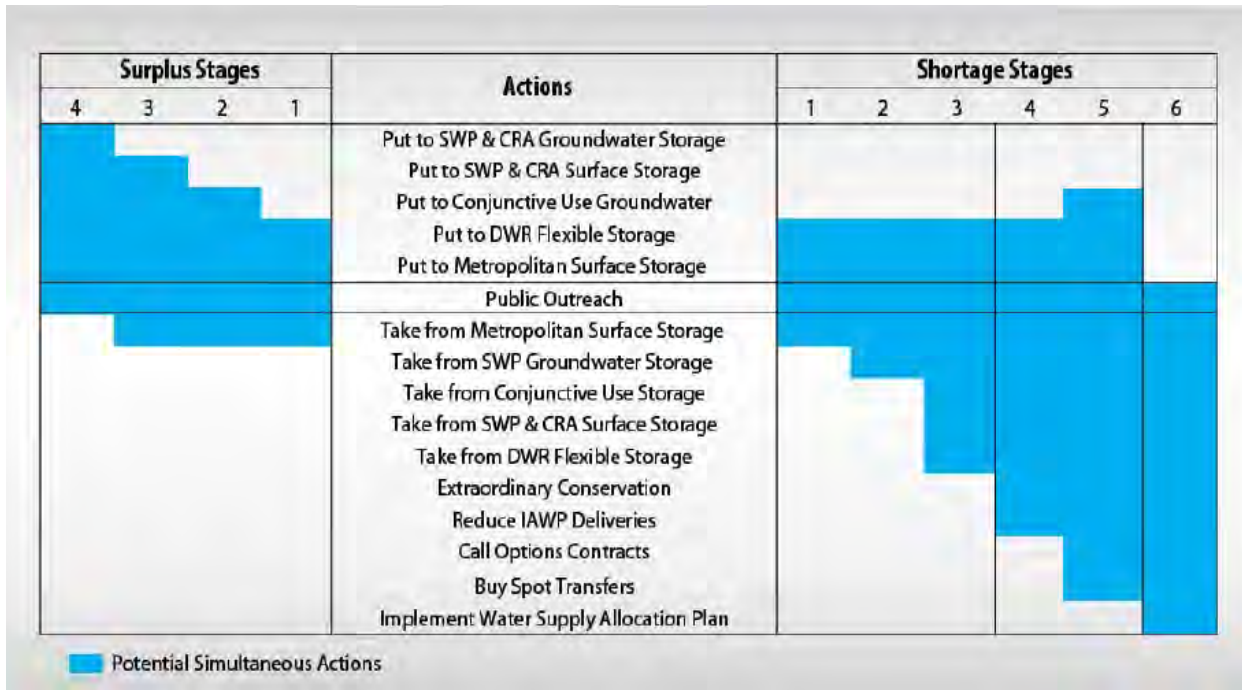 Surplus Stages Actions Shortage Stages
4 3 2 1 1 2 3 4 5 6
Put to SWP & CRA Groundwater Storage
Put to SWP & CRA Surface Storage
Put to Conjunctive Use Groundwater
Put to DWR Flexible Storage
Put to Metropolitan Surface Storage
Public Outreach
Take from Metropolitan Surface Storage
Take from SWP Groundwater Storage
Take from Conjunctive Use Storage
Take from SWP & CRA Surface Storage
Take from DWR Flexible Storage
Extraordinary Conservation
Reduce IAWP Deliveries
Call Options Contracts
Buy Spot Transfers
Implement Water Supply Allocation Plan
Potential Simultaneous Actions